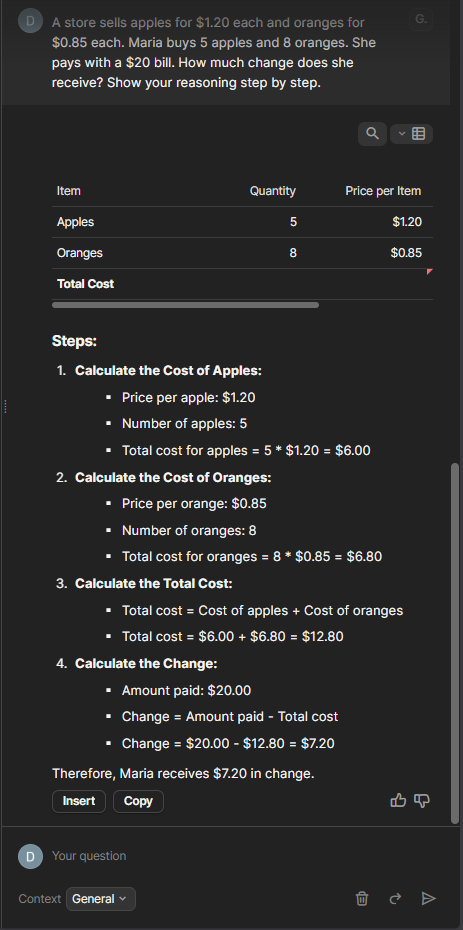 D
A store sells apples for $1.20 each and oranges for
G.
$0.85 each. Maria buys 5 apples and 8 oranges. She
pays with a $20 bill. How much change does she
receive? Show your reasoning step by step.
Item Quantity Price per Item
Apples 5 $1.20
Oranges 8 $0.85
Total Cost
Steps:
1. Calculate the Cost of Apples:
▪ Price per apple: $1.20
▪ Number of apples: 5
▪ Total cost for apples = 5 * $1.20 = $6.00
2. Calculate the Cost of Oranges:
▪ Price per orange: $0.85
▪ Number of oranges: 8
▪ Total cost for oranges = 8 * $0.85 = $6.80
3. Calculate the Total Cost:
▪ Total cost = Cost of apples + Cost of oranges
▪ Total cost = $6.00 + $6.80 = $12.80
4. Calculate the Change:
▪ Amount paid: $20.00
▪ Change = Amount paid - Total cost
▪ Change = $20.00 - $12.80 = $7.20
Therefore, Maria receives $7.20 in change.
Insert Copy
D Your question
Context General